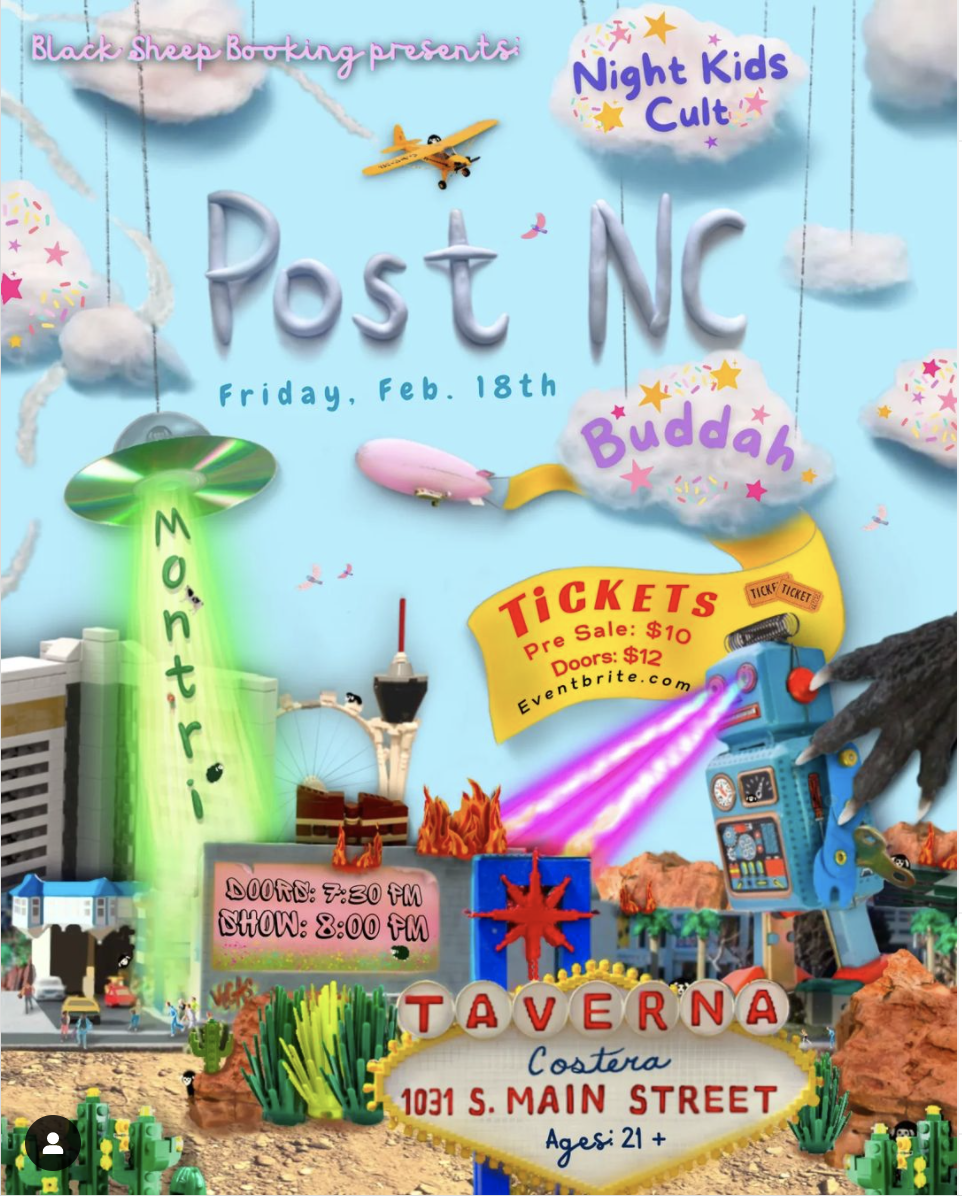 Black Sheep Booking presents:
Night Kids
Cult
Post NC
Friday, Feb. 18th
Buddah
Montri
TiCKETS
Pre Sale: $10
Doors: $12
Eventbrite.com
TICKET
DOORS: 7:30 PM
SHOW: 8:00 PM
TAVERNA
Costera
1031 S. MAIN STREET
Ages: 21 +